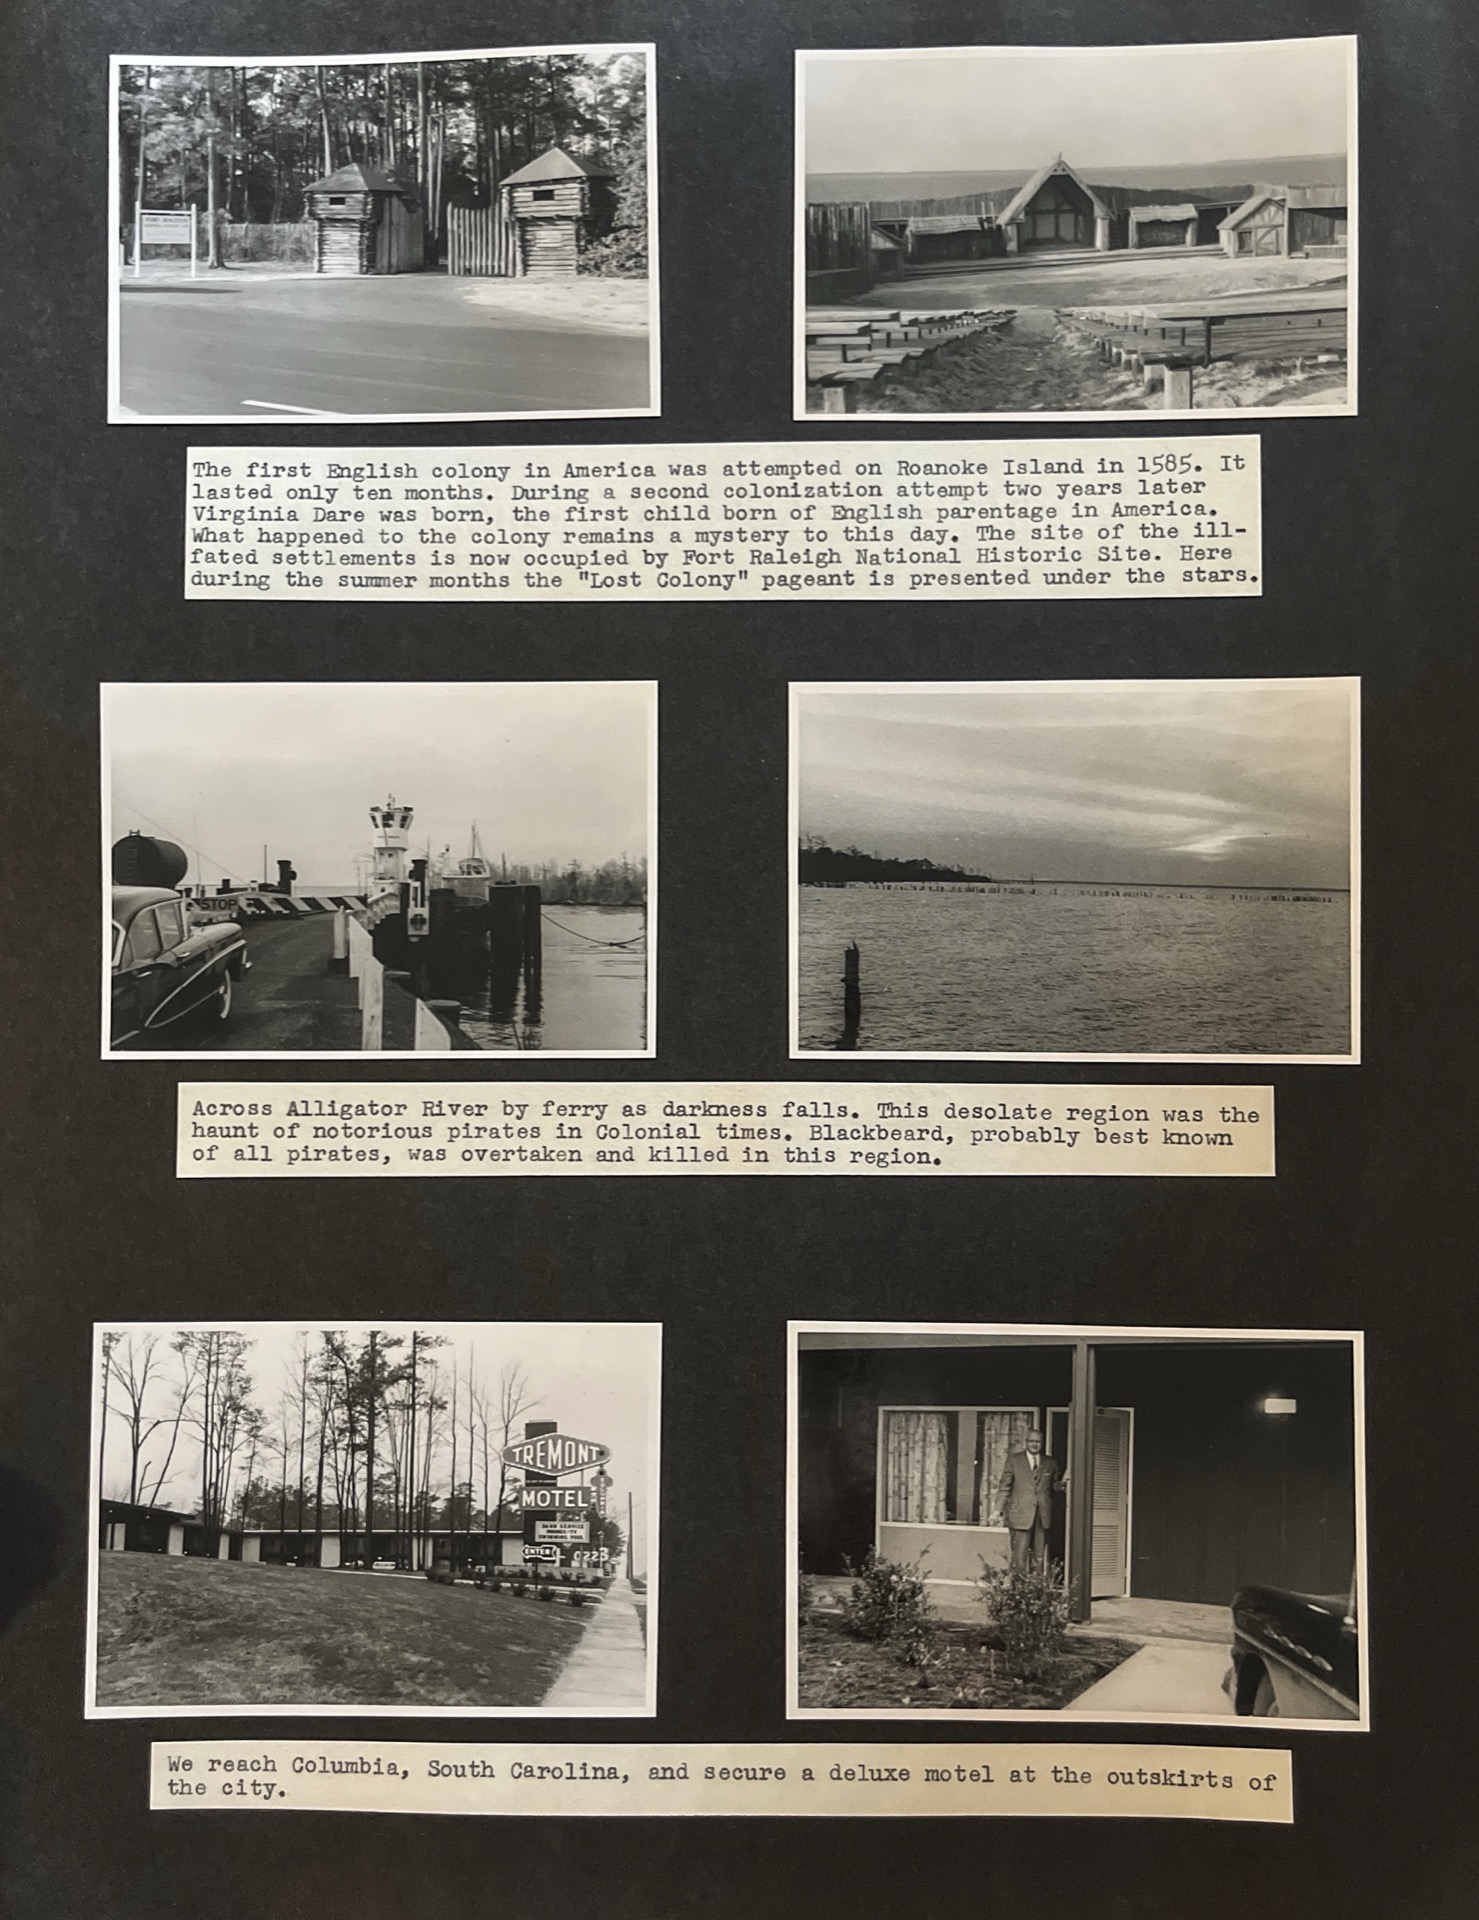 The first English colony in America was attempted on Roanoke Island in 1585. It
lasted only ten months. During a second colonization attempt two years later
Virginia Dare was born, the first child born of English parentage in America.
What happened to the colony remains a mystery to this day. The site of the ill-
fated settlements is now occupied by Fort Raleigh National Historic Site. Here
during the summer months the "Lost Colony" pageant is presented under the stars.
STOP
Across Alligator River by ferry as darkness falls. This desolate region was the
haunt of notorious pirates in Colonial times. Blackbeard, probably best known
of all pirates, was overtaken and killed in this region.
TREMONT
MOTEL
SWIMMING POOL
ENTER
We reach Columbia, South Carolina, and secure a deluxe motel at the outskirts of
the city.